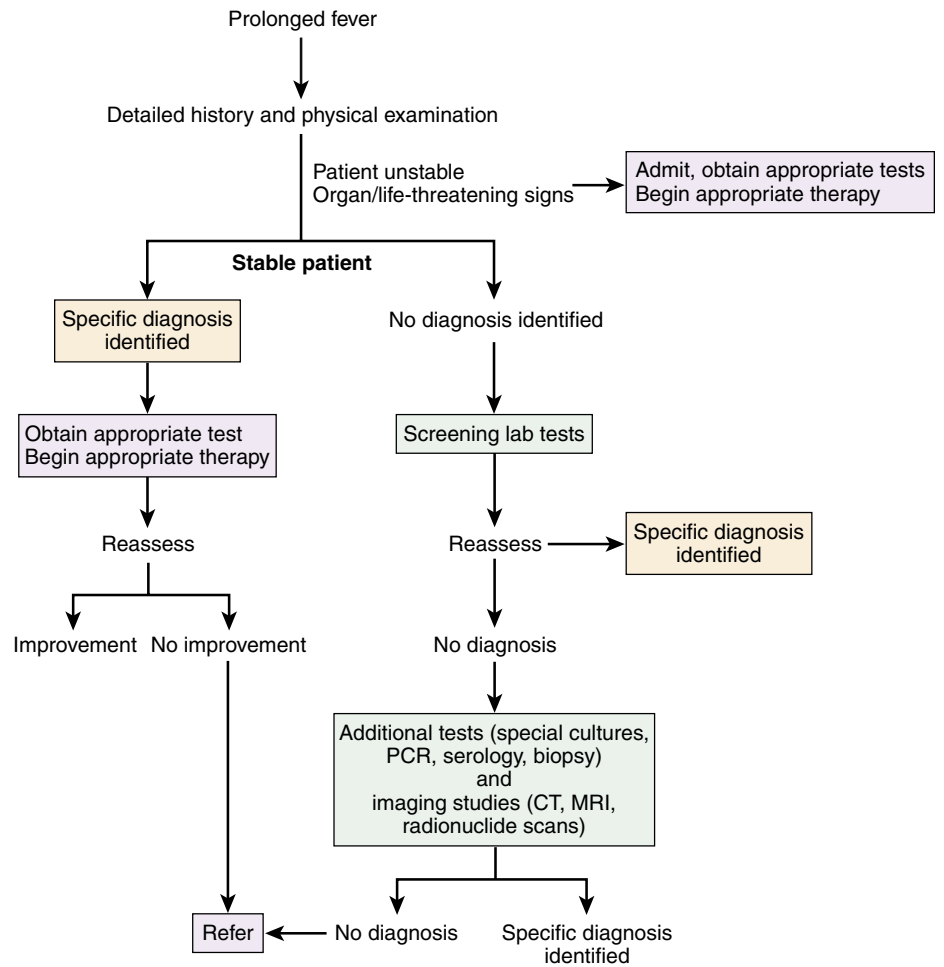 Prolonged fever
Detailed history and physical examination
Patient unstable
Organ/life-threatening signs
Admit, obtain appropriate tests
Begin appropriate therapy
Stable patient
Specific diagnosis
identified
No diagnosis identified
Obtain appropriate test
Begin appropriate therapy
Screening lab tests
Reassess
Reassess
Specific diagnosis
identified
Improvement
No improvement
No diagnosis
Additional tests (special cultures,
PCR, serology, biopsy)
and
imaging studies (CT, MRI,
radionuclide scans)
Refer
No diagnosis
Specific diagnosis
identified